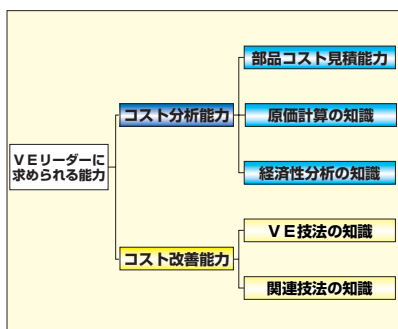 VEリーダーに
求められる能力
コスト分析能力
部品コスト見積能力
原価計算の知識
経済性分析の知識
コスト改善能力
VE技法の知識
関連技法の知識